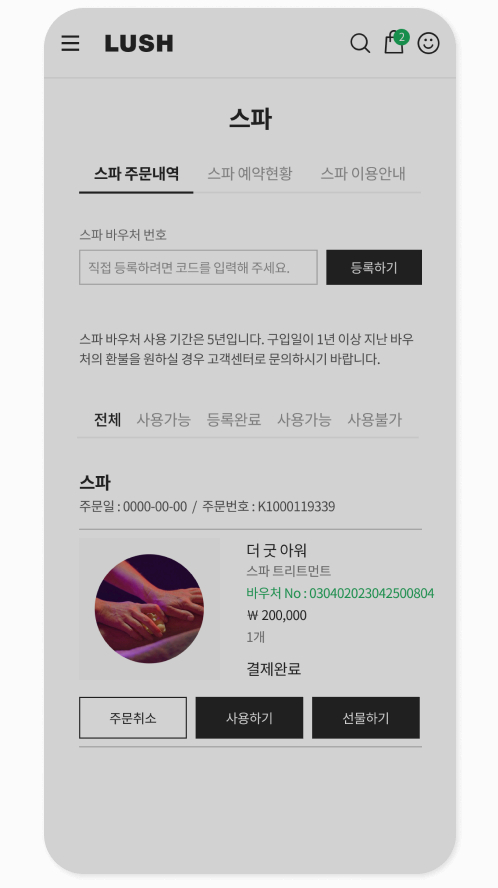 LUSH
2
스파
스파 주문내역 스파 예약현황 스파 이용안내
스파 바우처 번호
직접 등록하려면 코드를 입력해 주세요. 등록하기
스파 바우처 사용 기간은 5년입니다. 구입일이 1년 이상 지난 바우
처의 환불을 원하실 경우 고객센터로 문의하시기 바랍니다.
전체 사용가능 등록완료 사용가능 사용불가
스파
주문일 : 0000-00-00 / 주문번호 : K1000119339
더 굿 아워
스파 트리트먼트
바우처 No : 030402023042500804
₩ 200,000
1개
결제완료
주문취소 사용하기 선물하기